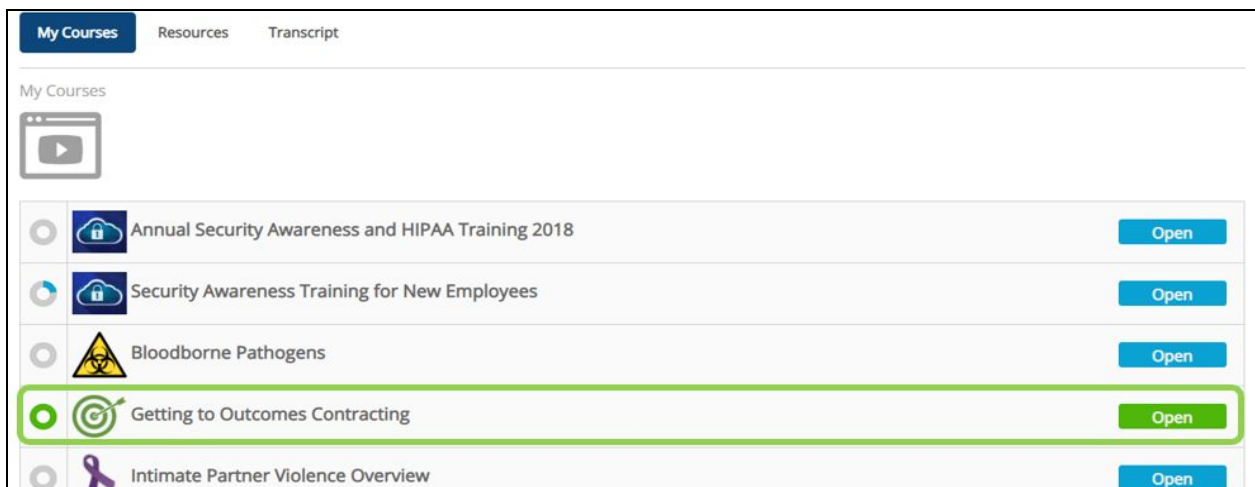 My Courses Resources Transcript
My Courses
Annual Security Awareness and HIPAA Training 2018 Open
Security Awareness Training for New Employees Open
Bloodborne Pathogens Open
Getting to Outcomes Contracting Open
Intimate Partner Violence Overview Open